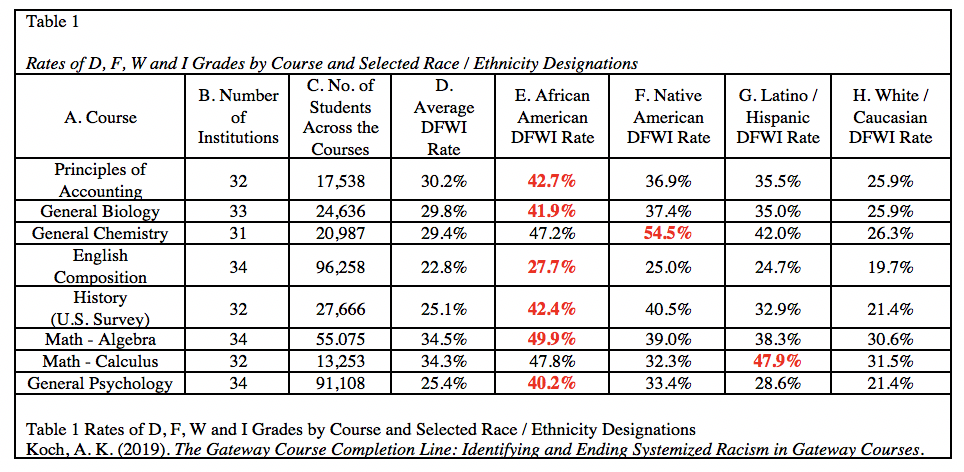 Table 1
Rates of D, F, W and I Grades by Course and Selected Race / Ethnicity Designations
A. Course
B. Number
of
Institutions
C. No. of
Students
Across the
Courses
D.
Average
DFWI
Rate
E. African
American
DFWI Rate
F. Native
American
DFWI Rate
G. Latino /
Hispanic
DFWI Rate
H. White /
Caucasian
DFWI Rate
Principles of
Accounting
32 17,538 30.2% 42.7% 36.9% 35.5% 25.9%
General Biology 33 24,636 29.8% 41.9% 37.4% 35.0% 25.9%
General Chemistry 31 20,987 29.4% 47.2% 54.5% 42.0% 26.3%
English
Composition
34 96,258 22.8% 27.7% 25.0% 24.7% 19.7%
History
(U.S. Survey)
32 27,666 25.1% 42.4% 40.5% 32.9% 21.4%
Math - Algebra 34 55.075 34.5% 49.9% 39.0% 38.3% 30.6%
Math - Calculus 32 13,253 34.3% 47.8% 32.3% 47.9% 31.5%
General Psychology 34 91,108 25.4% 40.2% 33.4% 28.6% 21.4%
Table 1 Rates of D, F, W and I Grades by Course and Selected Race / Ethnicity Designations
Koch, A. K. (2019). The Gateway Course Completion Line: Identifying and Ending Systemized Racism in Gateway Courses.